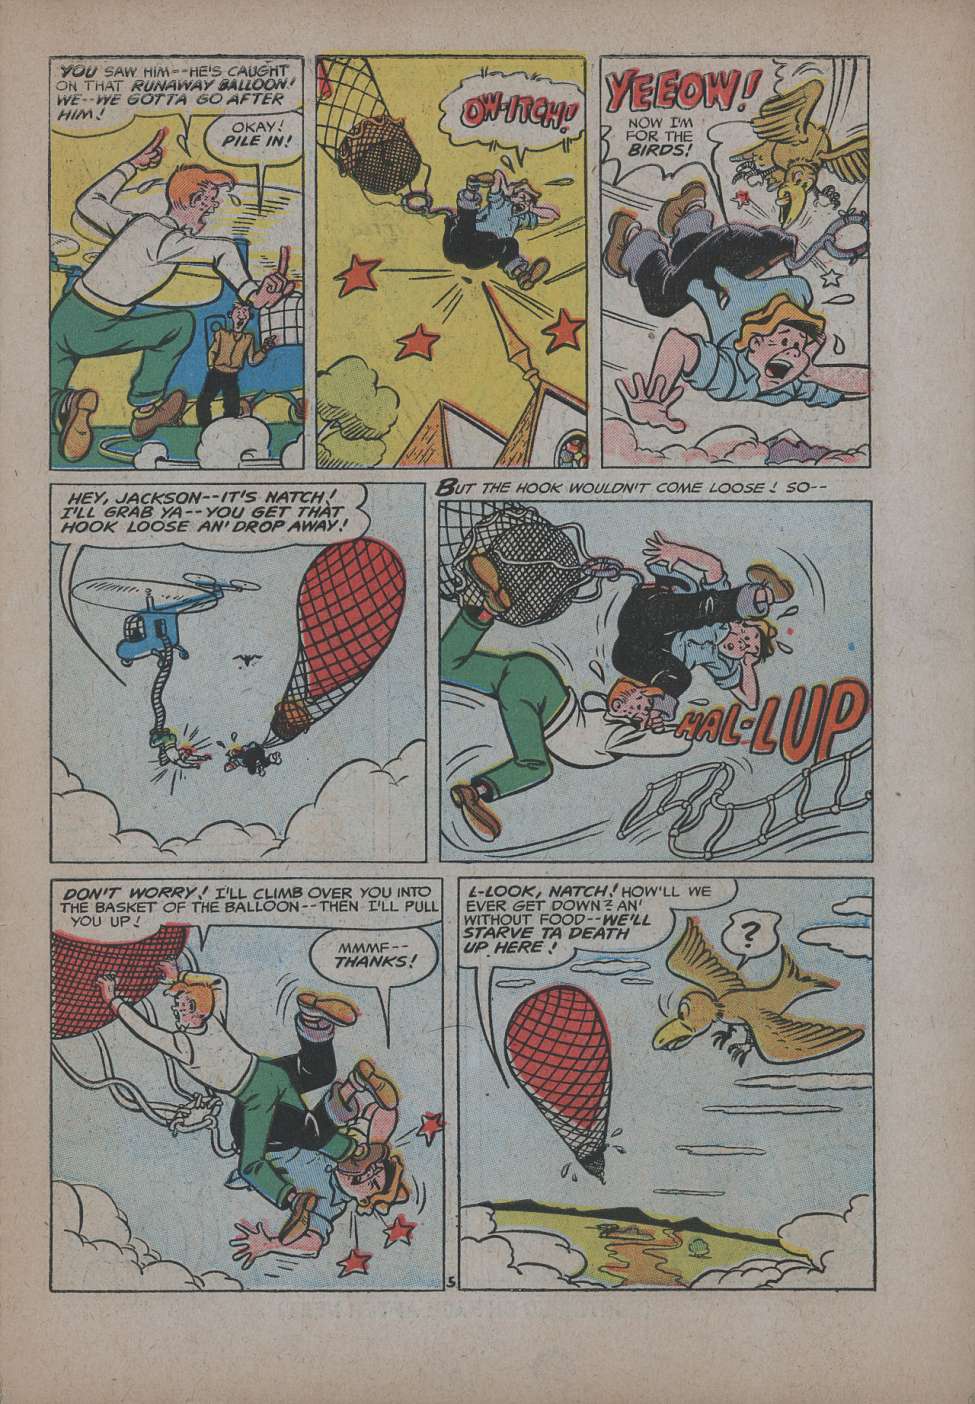 YOU SAW HIM--HE'S CAUGHT
ON THAT RUNAWAY BALLOON!
WE--WE GOTTA GO AFTER
HIM!
OKAY!
PILE IN!
OW-ITCH!
YEEOW!
NOW I'M
FOR THE
BIRDS!
HEY, JACKSON--IT'S NATCH!
I'LL GRAB YA--YOU GET THAT
HOOK LOOSE AN' DROP AWAY!
BUT THE HOOK WOULDN'T COME LOOSE! SO--
HAL-LUP
DON'T WORRY! I'LL CLIMB OVER YOU INTO
THE BASKET OF THE BALLOON--THEN I'LL PULL
YOU UP!
MMMF--
THANKS!
5
L-LOOK, NATCH! HOW'LL WE
EVER GET DOWN? AN'
WITHOUT FOOD--WE'LL
STARVE TA DEATH
UP HERE!
?